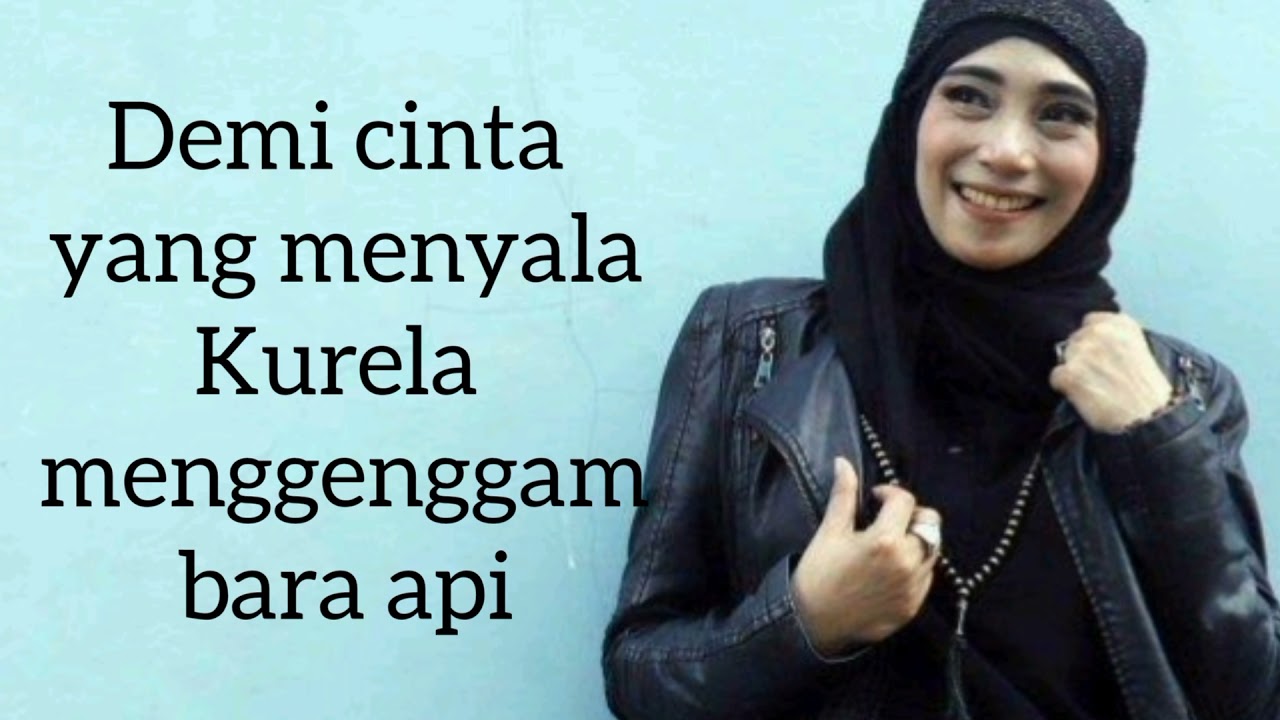 Demi cinta
yang menyala
Kurela
menggenggam
bara api